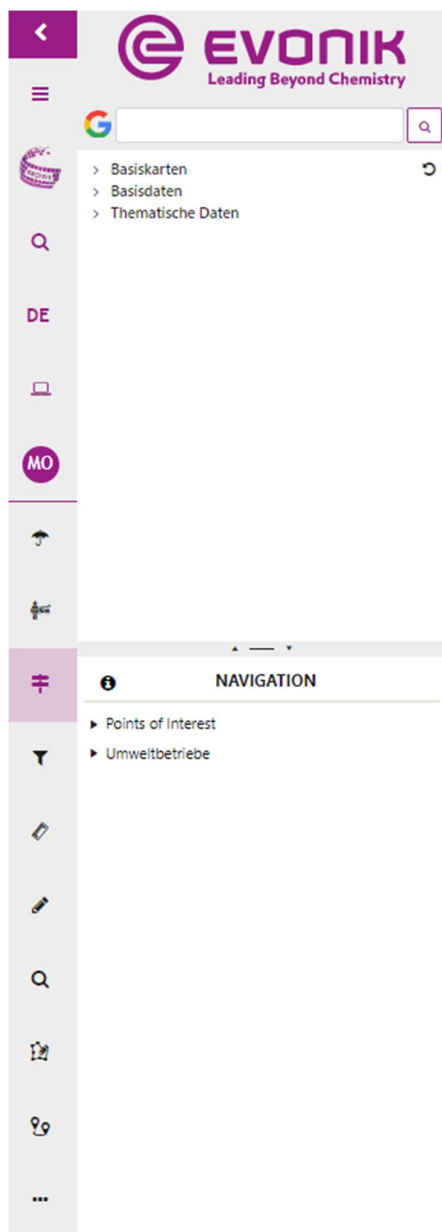 EVONIK
Leading Beyond Chemistry
Basiskarten
Basisdaten
Thematische Daten
DE
MO
NAVIGATION
Points of Interest
Umweltbetriebe